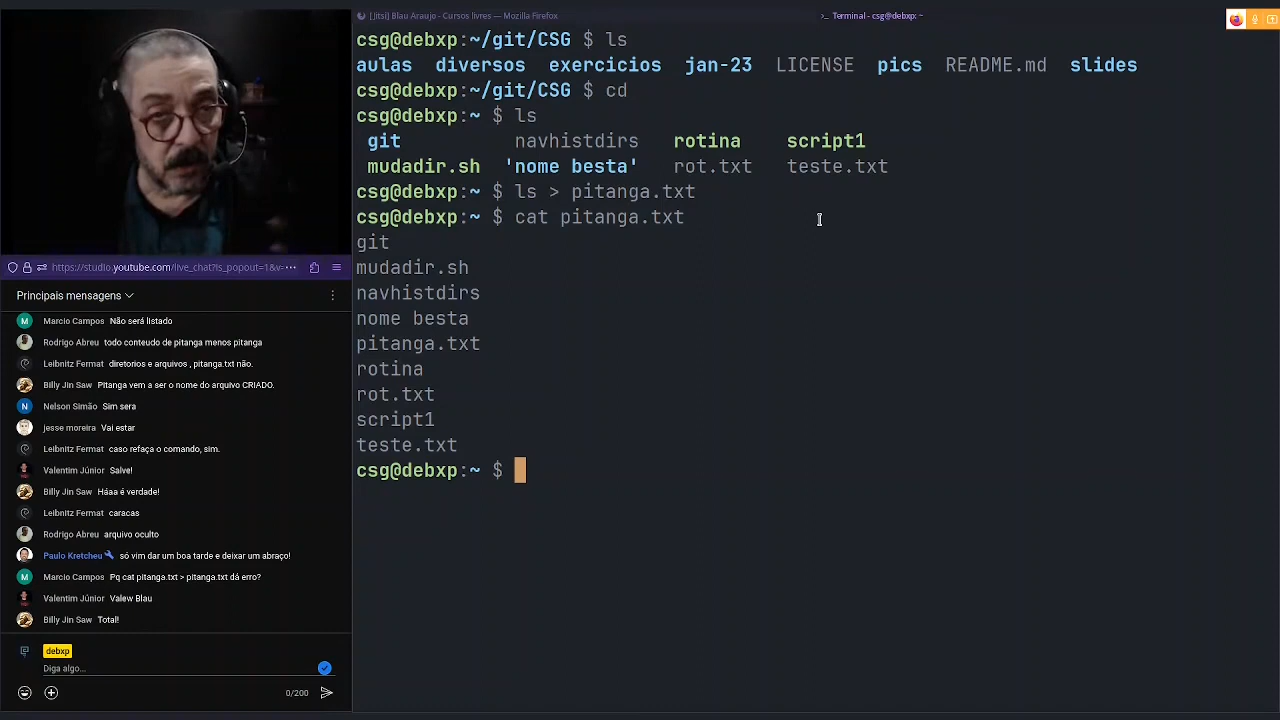 [Jitsi] Blau Araujo - Cursos livres — Mozilla Firefox
>_ Terminal - csg@debxp: ~
csg@debxp:~/git/CSG $ ls
aulas diversos exercicios jan-23 LICENSE pics README.md slides
csg@debxp:~/git/CSG $ cd
csg@debxp:~ $ ls
git navhistdirs rotina script1
mudadir.sh 'nome besta' rot.txt teste.txt
csg@debxp:~ $ ls > pitanga.txt
csg@debxp:~ $ cat pitanga.txt
git
mudadir.sh
navhistdirs
nome besta
pitanga.txt
rotina
rot.txt
script1
teste.txt
csg@debxp:~ $
https://studio.youtube.com/live_chat?is_popout=1&v=
Principais mensagens
M Marcio Campos Não será listado
Rodrigo Abreu todo conteudo de pitanga menos pitanga
Leibnitz Fermat diretorios e arquivos , pitanga.txt não.
Billy Jin Saw Pitanga vem a ser o nome do arquivo CRIADO.
N Nelson Simão Sim sera
jesse moreira Vai estar
Leibnitz Fermat caso refaça o comando, sim.
Valentim Júnior Salve!
Billy Jin Saw Háaa é verdade!
Leibnitz Fermat caracas
Rodrigo Abreu arquivo oculto
Paulo Kretcheu só vim dar um boa tarde e deixar um abraço!
M Marcio Campos Pq cat pitanga.txt > pitanga.txt dá erro?
Valentim Júnior Valew Blau
Billy Jin Saw Total!
debxp
Diga algo...
0/200